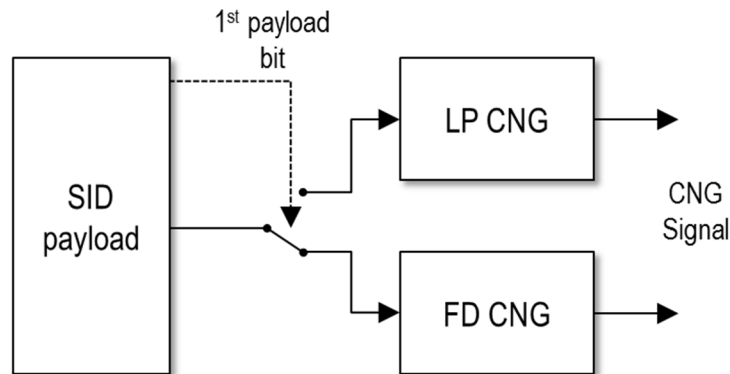 1st payload
bit
LP CNG
SID
payload
CNG
Signal
FD CNG